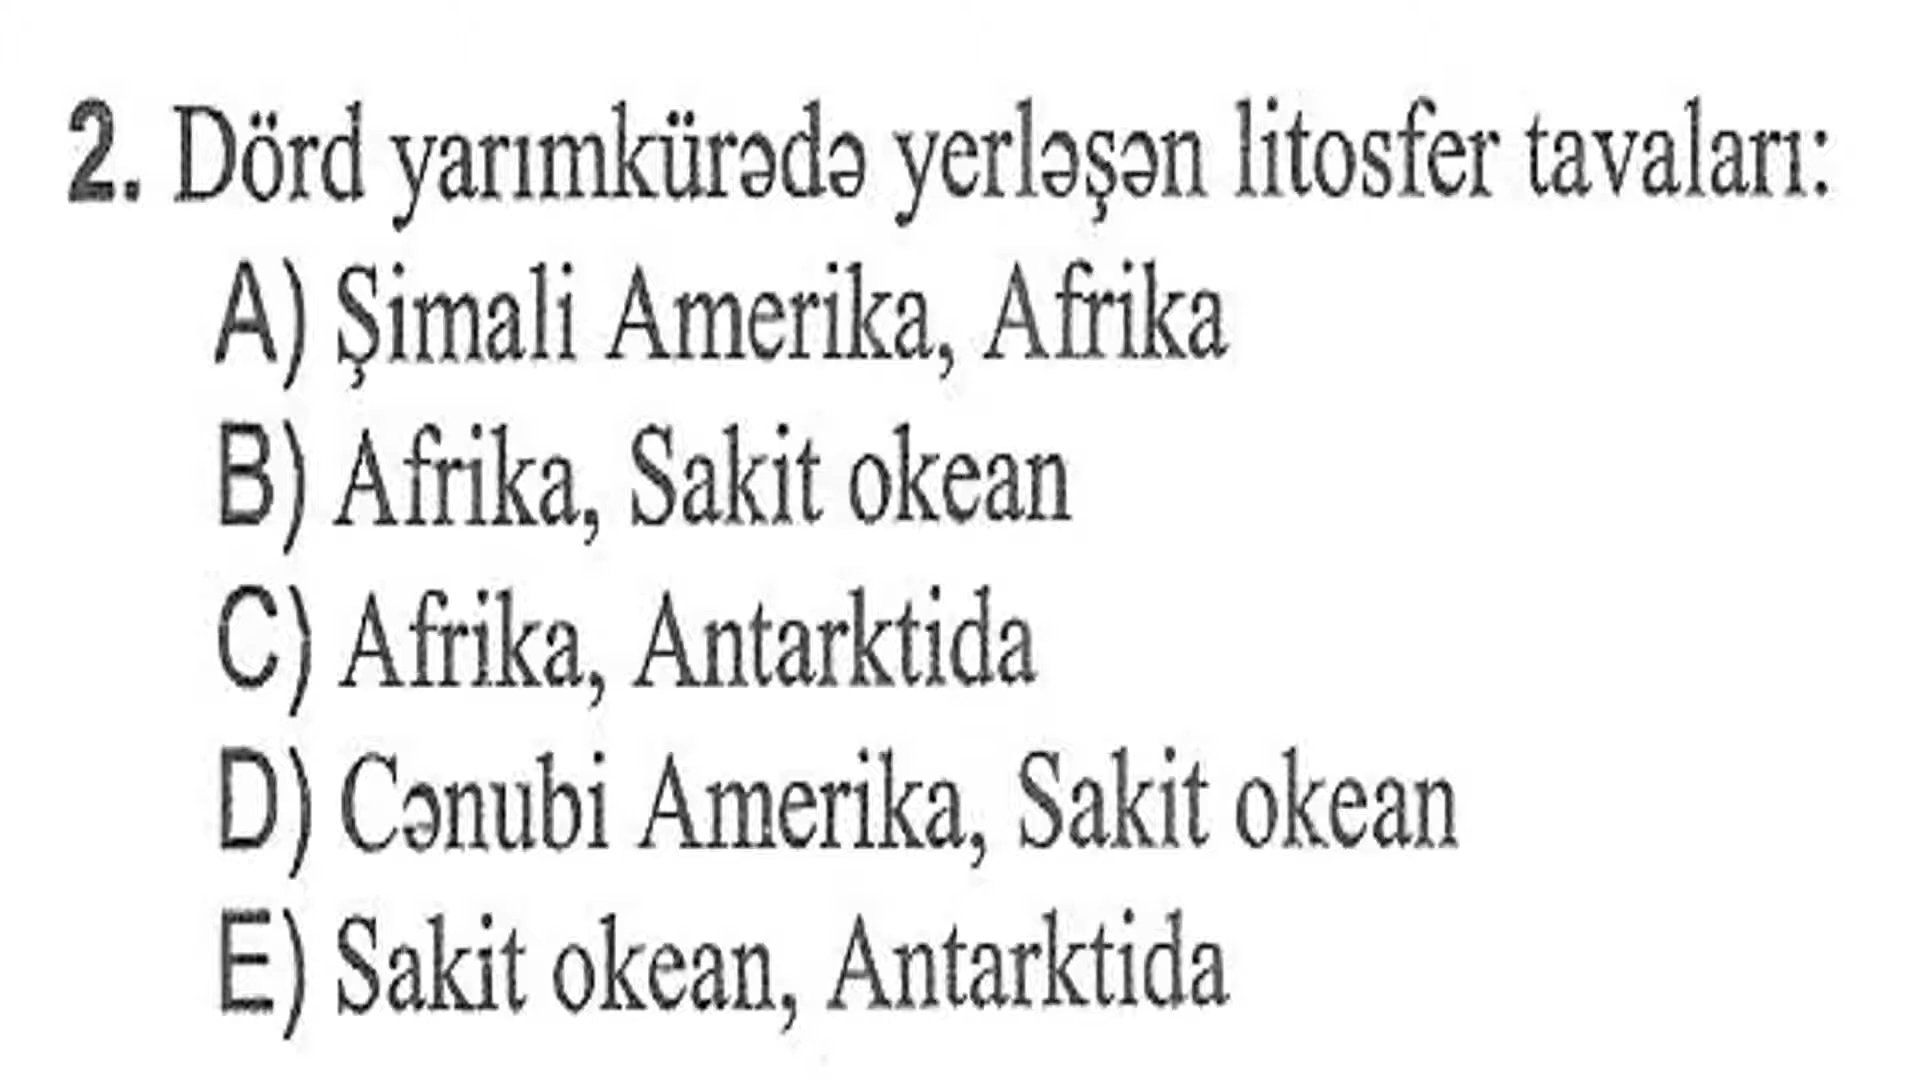 2. Dörd yarımkürədə yerləşən litosfer tavaları:
A) Şimali Amerika, Afrika
B) Afrika, Sakit okean
C) Afrika, Antarktida
D) Cənubi Amerika, Sakit okean
E) Sakit okean, Antarktida